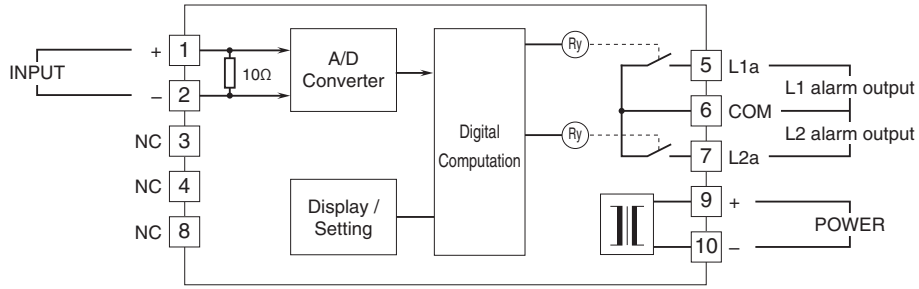 INPUT
+
1
–
2
NC
3
NC
4
NC
8
10Ω
A/D
Converter
Display /
Setting
Digital
Computation
Ry
Ry
5
L1a
6
COM
7
L2a
L1 alarm output
L2 alarm output
9
+
10
–
POWER